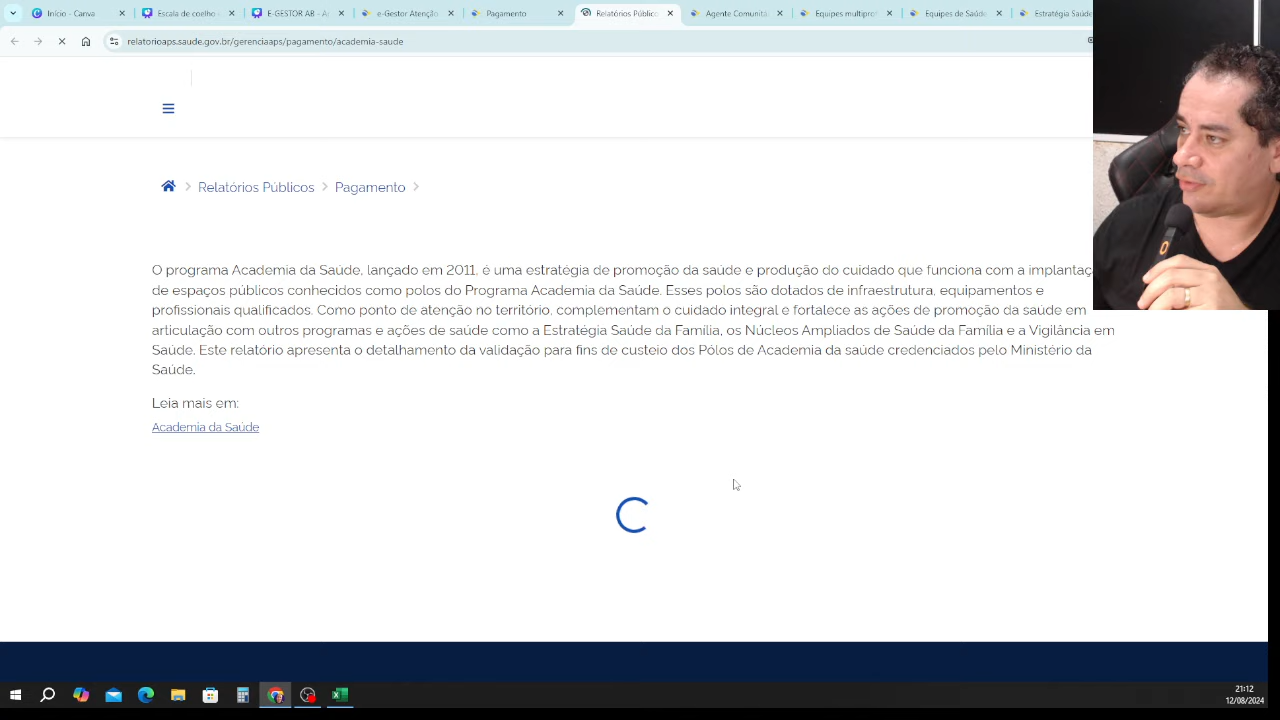 Início - Canva
Escala de coelho -
E-GESTOR AB - A
e-Gestor Atenção
Pagamento
Relatórios Públic
Agente Comunita
Equipes multiprof
Equipes de Saúde
Estratégia Saúde
relatorioaps.saude.gov.br/gerenciaaps/pagamento/academia-saude
Relatórios Públicos
Pagamento
O programa Academia da Saúde, lançado em 2011, é uma estratégia de promoção da saúde e produção do cuidado que funciona com a implantaç
de espaços públicos conhecidos como polos do Programa Academia da Saúde. Esses polos são dotados de infraestrutura, equipamentos e
profissionais qualificados. Como ponto de atenção no território, complementam o cuidado integral e fortalece as ações de promoção da saúde em
articulação com outros programas e ações de saúde como a Estratégia Saúde da Família, os Núcleos Ampliados de Saúde da Família e a Vigilância em
Saúde. Este relatório apresenta o detalhamento da validação para fins de custeio dos Pólos de Academia da saúde credenciados pelo Ministério da
Saúde.
Leia mais em:
Academia da Saúde
21:12
12/08/2024